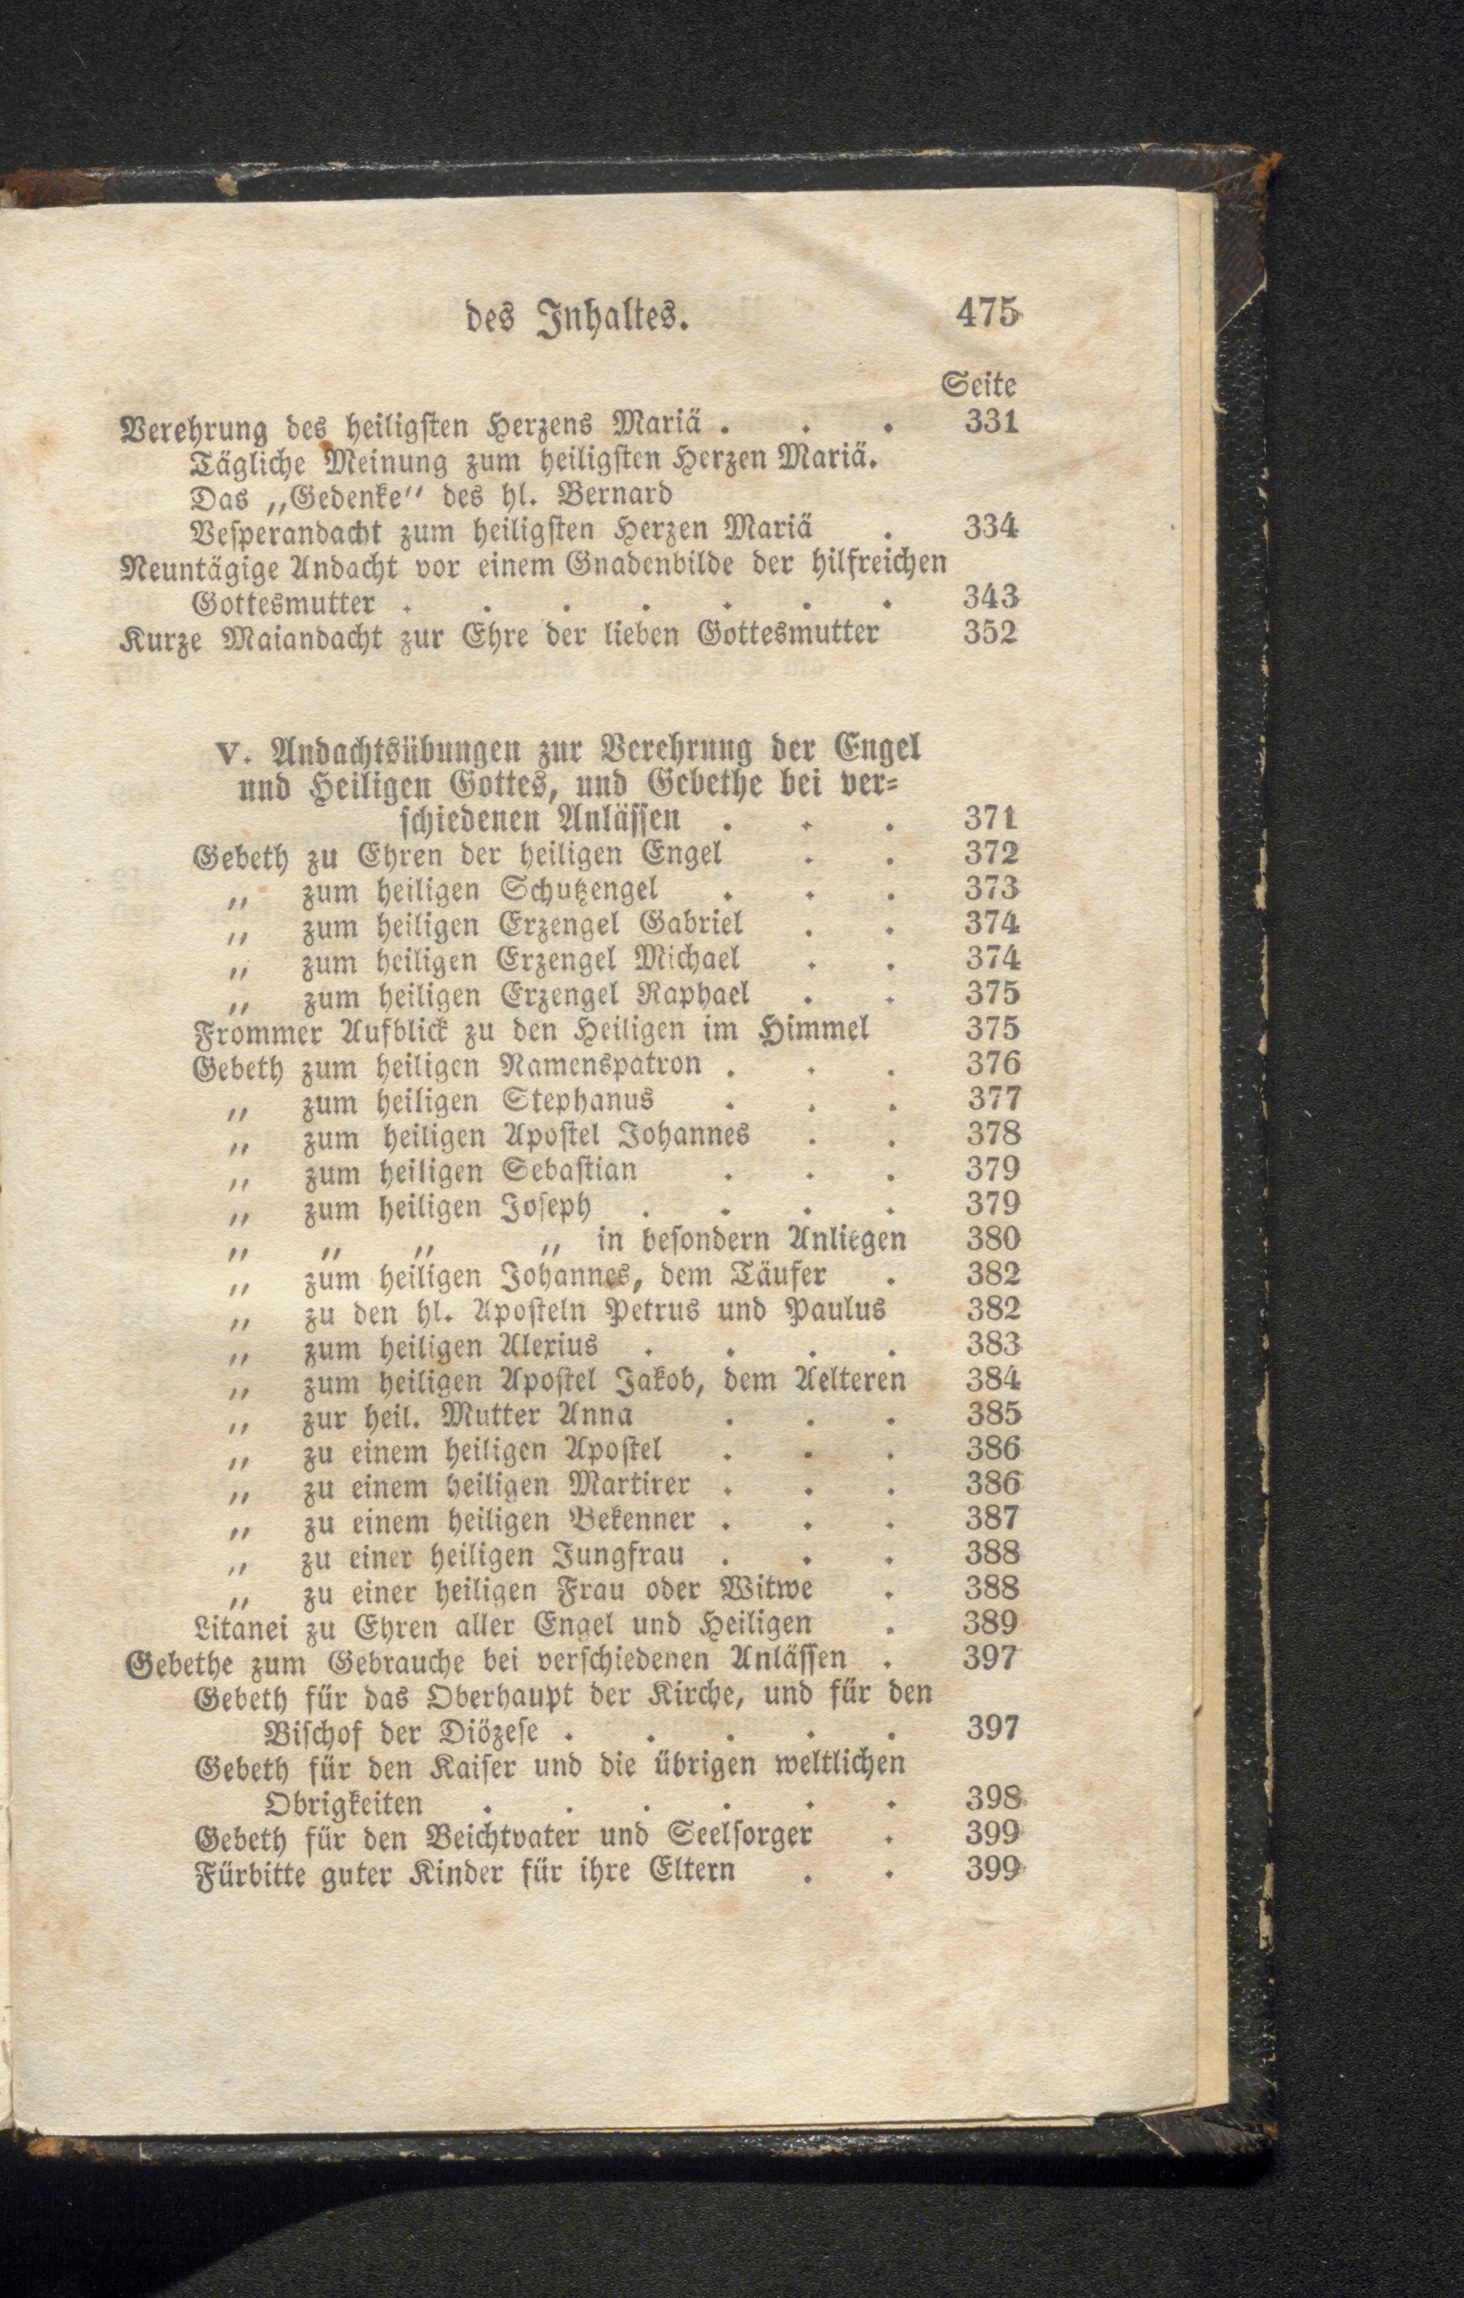 des Inhaltes. 475
Seite
Verehrung des heiligsten Herzens Mariä . . . 331
Tägliche Meinung zum heiligsten Herzen Mariä.
Das „Gedenke“ des hl. Bernard
Vesperandacht zum heiligsten Herzen Mariä . 334
Neuntägige Andacht vor einem Gnadenbilde der hilfreichen
Gottesmutter . . . . . . . 343
Kurze Maiandacht zur Ehre der lieben Gottesmutter 352
V. Andachtsübungen zur Verehrung der Engel
und Heiligen Gottes, und Gebethe bei ver-
schiedenen Anlässen . . . 371
Gebeth zu Ehren der heiligen Engel . . 372
„ zum heiligen Schutzengel . . . 373
„ zum heiligen Erzengel Gabriel . . 374
„ zum heiligen Erzengel Michael . . 374
„ zum heiligen Erzengel Raphael . . 375
Frommer Aufblick zu den Heiligen im Himmel 375
Gebeth zum heiligen Namenspatron . . . 376
„ zum heiligen Stephanus . . . 377
„ zum heiligen Apostel Johannes . . 378
„ zum heiligen Sebastian . . . 379
„ zum heiligen Joseph . . . . 379
„ „ „ „ in besondern Anliegen 380
„ zum heiligen Johannes, dem Täufer . 382
„ zu den hl. Aposteln Petrus und Paulus 382
„ zum heiligen Alexius . . . . 383
„ zum heiligen Apostel Jakob, dem Aelteren 384
„ zur heil. Mutter Anna . . . 385
„ zu einem heiligen Apostel . . . 386
„ zu einem heiligen Martirer . . . 386
„ zu einem heiligen Bekenner . . . 387
„ zu einer heiligen Jungfrau . . . 388
„ zu einer heiligen Frau oder Witwe . 388
Litanei zu Ehren aller Engel und Heiligen . 389
Gebethe zum Gebrauche bei verschiedenen Anlässen . 397
Gebeth für das Oberhaupt der Kirche, und für den
Bischof der Diözese . . . . . 397
Gebeth für den Kaiser und die übrigen weltlichen
Obrigkeiten . . . . . . 398
Gebeth für den Beichtvater und Seelsorger . 399
Fürbitte guter Kinder für ihre Eltern . . 399